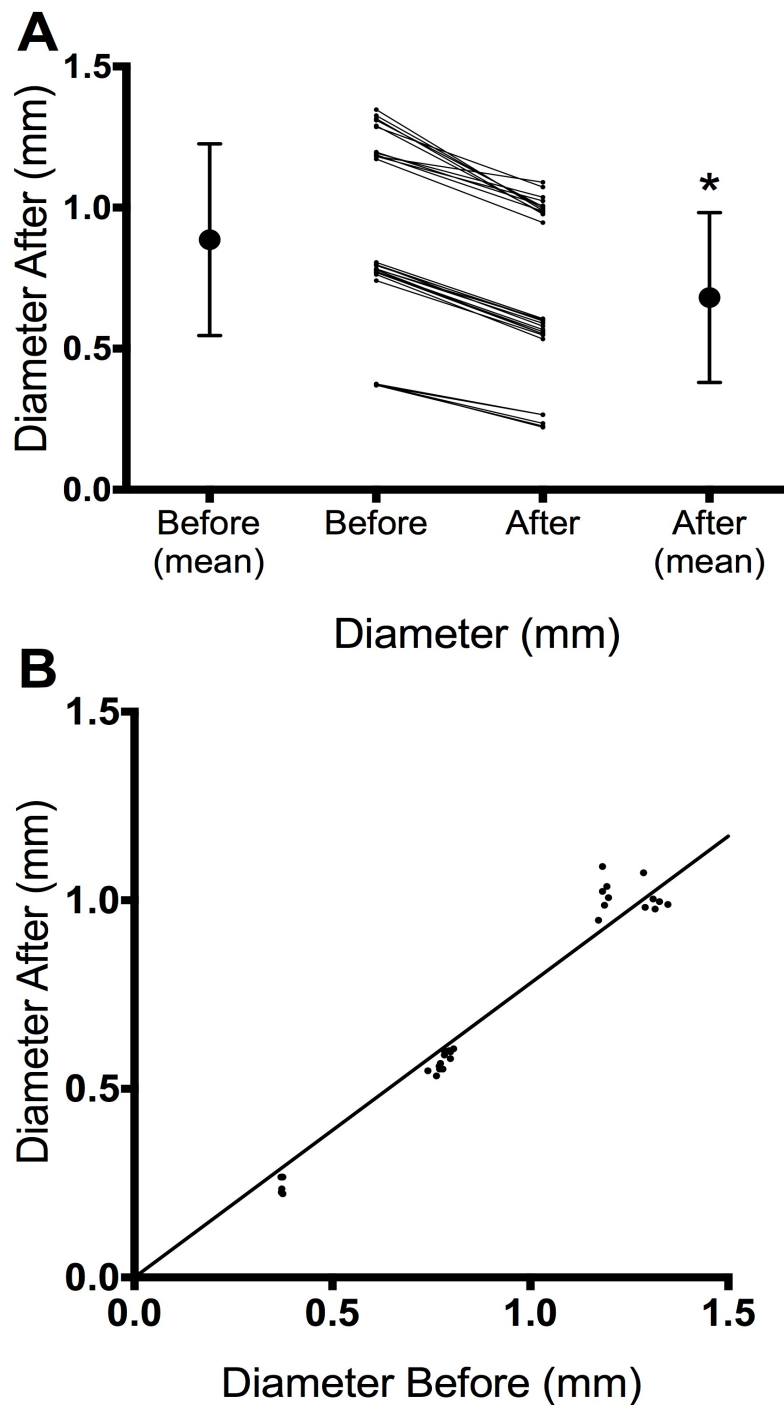 A
1.5
1.0
0.5
0.0
Diameter After (mm)
*
Before
(mean)
Before
After
After
(mean)
Diameter (mm)
B
1.5
1.0
0.5
0.0
Diameter After (mm)
0.0
0.5
1.0
1.5
Diameter Before (mm)